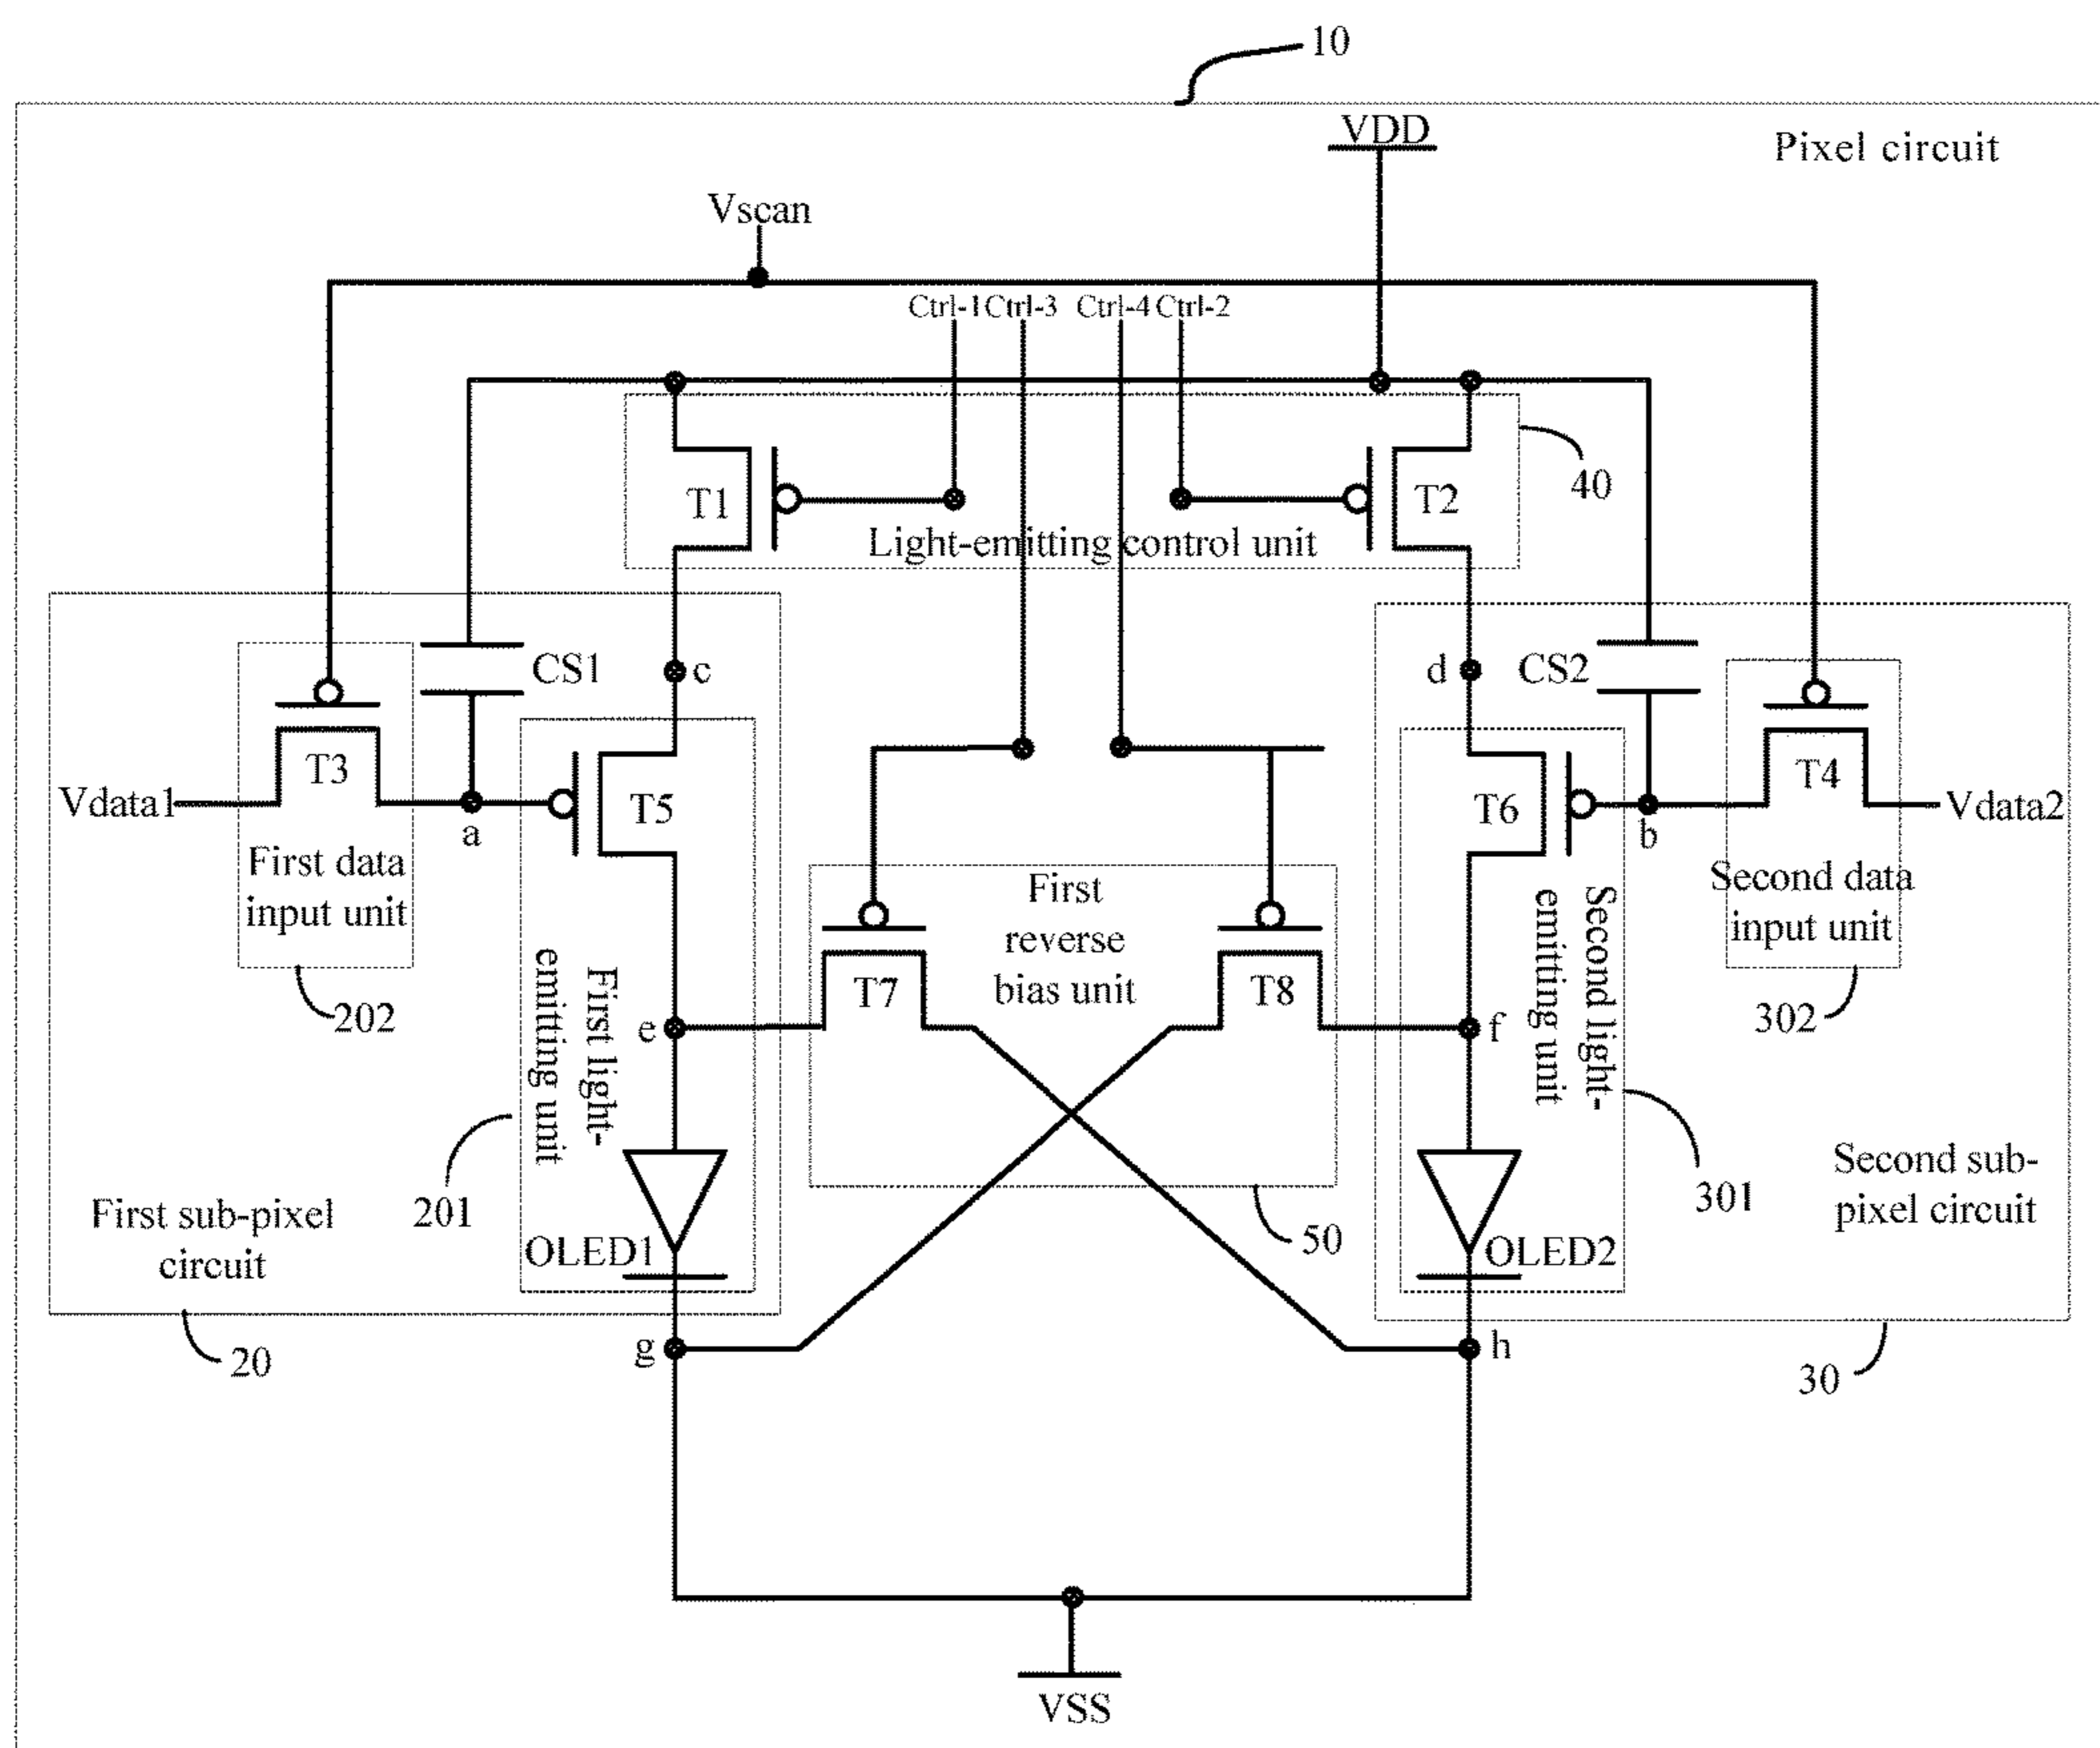 10
VDD
Pixel circuit
Vscan
Ctrl-1 Ctrl-3 Ctrl-4 Ctrl-2
T1
T2
40
Light-emitting control unit
CS1
c
d
CS2
T3
T5
T6
T4
Vdata1
a
b
Vdata2
First data
input unit
First
reverse
bias unit
Second data
input unit
T7
T8
202
302
e
f
First light-
emitting unit
Second light-
emitting unit
201
301
First sub-pixel
circuit
Second sub-
pixel circuit
OLED1
50
OLED2
g
h
20
30
VSS